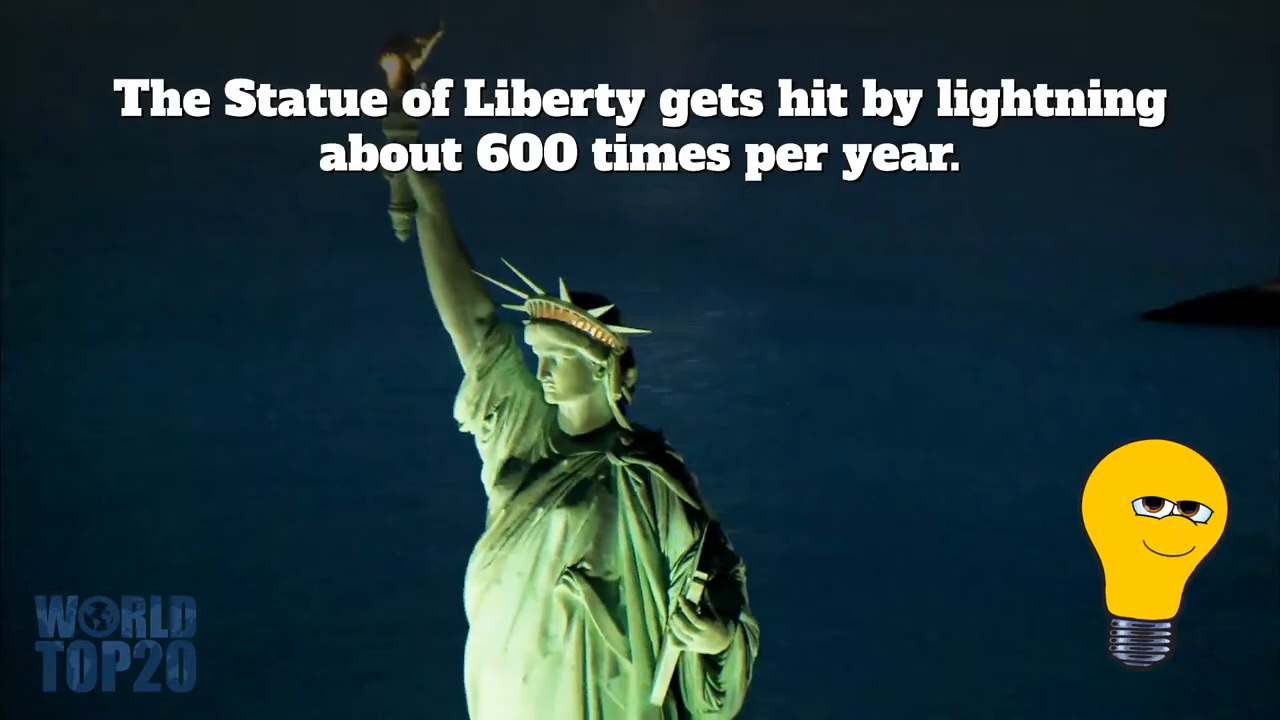 The Statue of Liberty gets hit by lightning
about 600 times per year.
WORLD
TOP20